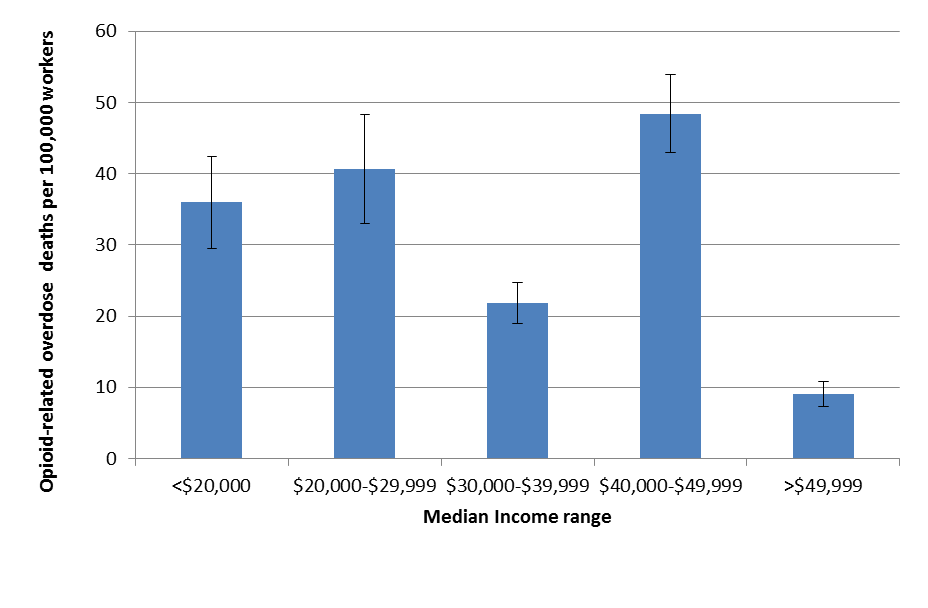 Opioid-related overdose deaths per 100,000 workers
60
50
40
30
20
10
0
<$20,000 $20,000-$29,999 $30,000-$39,999 $40,000-$49,999 >$49,999
Median Income range